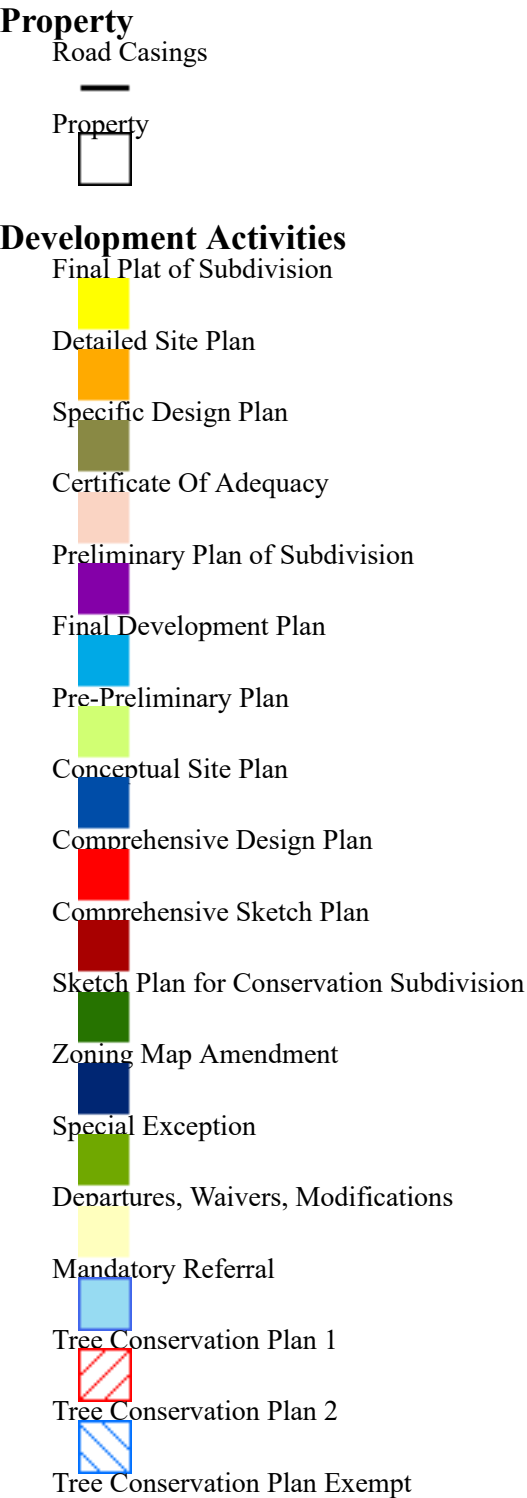 Property
Road Casings
Property
Development Activities
Final Plat of Subdivision
Detailed Site Plan
Specific Design Plan
Certificate Of Adequacy
Preliminary Plan of Subdivision
Final Development Plan
Pre-Preliminary Plan
Conceptual Site Plan
Comprehensive Design Plan
Comprehensive Sketch Plan
Sketch Plan for Conservation Subdivision
Zoning Map Amendment
Special Exception
Departures, Waivers, Modifications
Mandatory Referral
Tree Conservation Plan 1
Tree Conservation Plan 2
Tree Conservation Plan Exempt